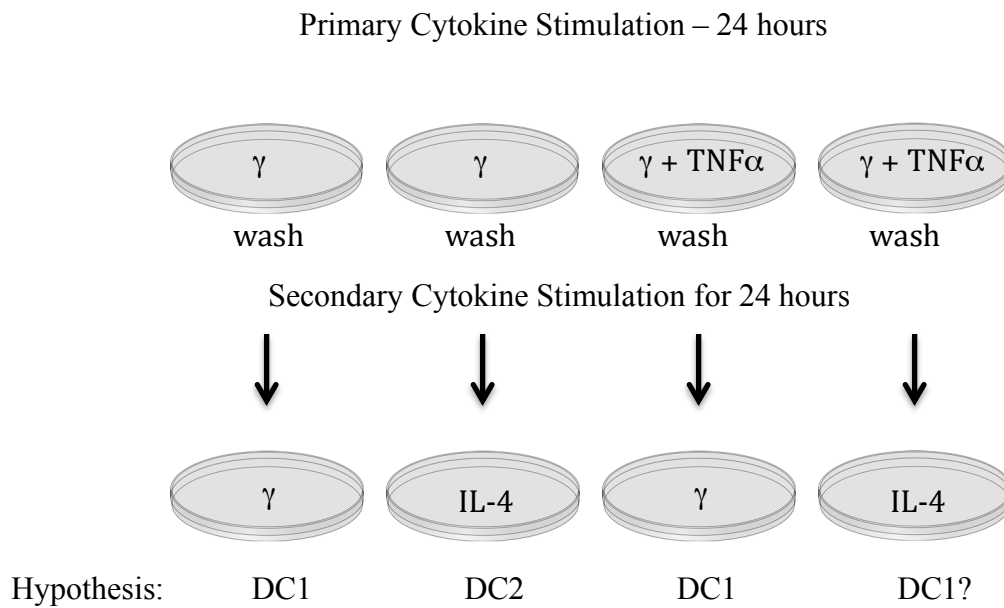 Primary Cytokine Stimulation – 24 hours
γ γ γ + TNFα γ + TNFα
wash wash wash wash
Secondary Cytokine Stimulation for 24 hours
γ IL-4 γ IL-4
Hypothesis: DC1 DC2 DC1 DC1?